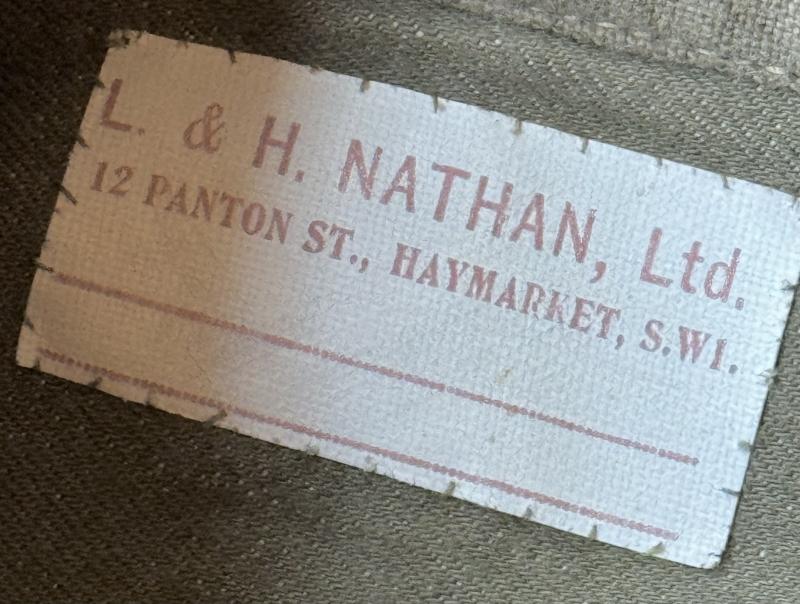 L. & H. NATHAN, Ltd.
12 PANTON ST., HAYMARKET, S.W1.